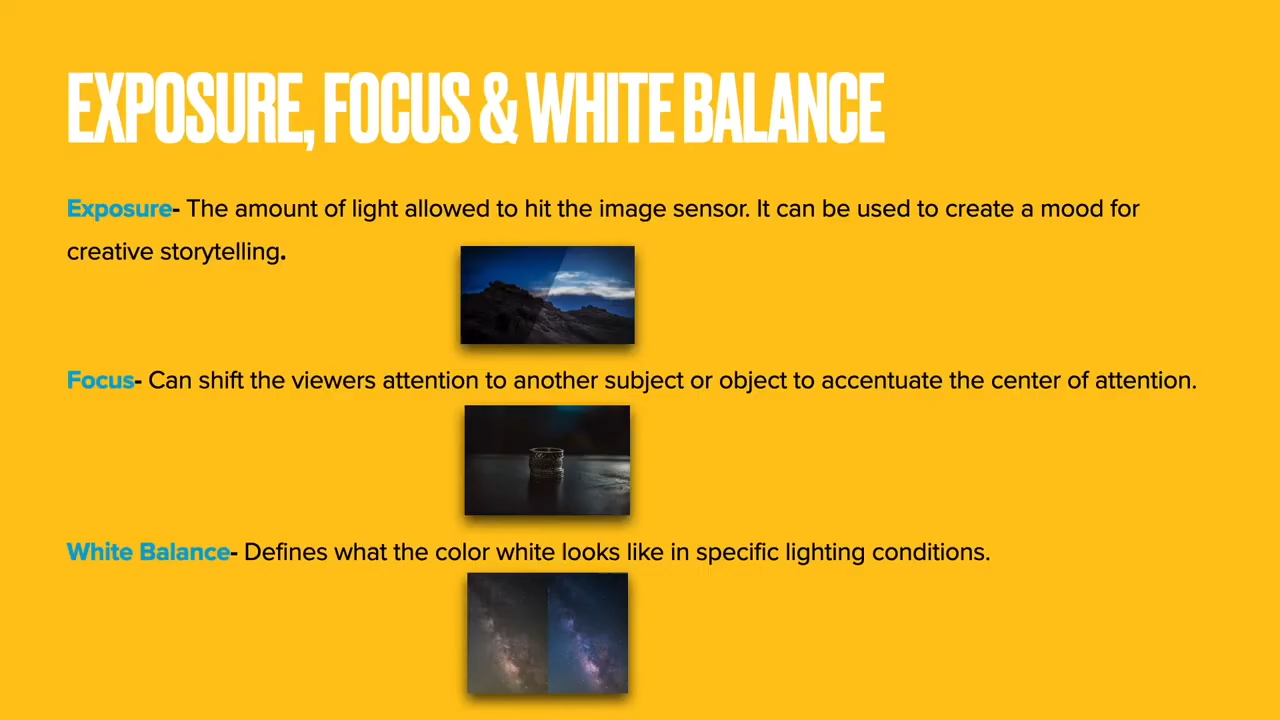 EXPOSURE, FOCUS & WHITE BALANCE
Exposure- The amount of light allowed to hit the image sensor. It can be used to create a mood for
creative storytelling.
Focus- Can shift the viewers attention to another subject or object to accentuate the center of attention.
White Balance- Defines what the color white looks like in specific lighting conditions.